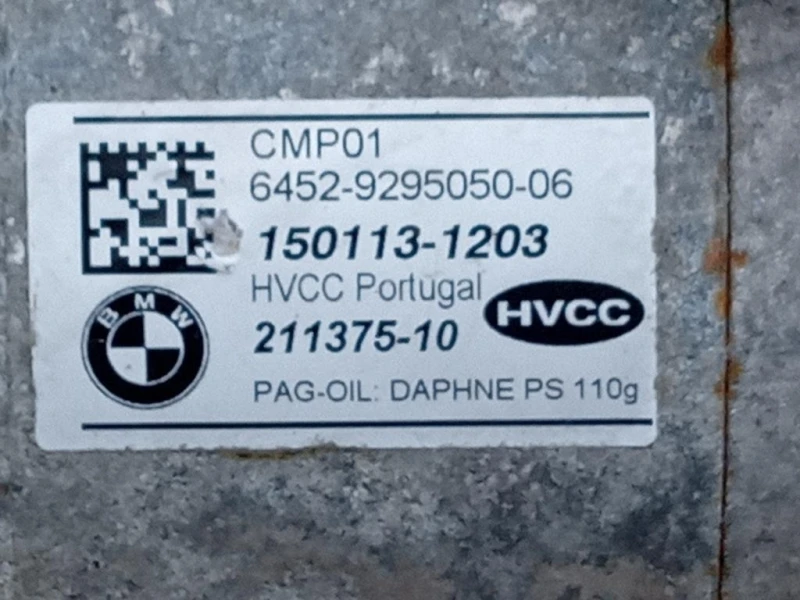 CMP01
6452-9295050-06
150113-1203
HVCC Portugal
HVCC
211375-10
BMW
PAG-OIL: DAPHNE PS 110g